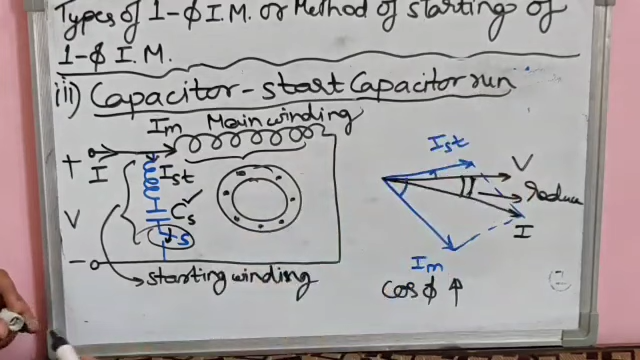 Types of 1-ϕ I.M. or Method of starting of
1-ϕ I.M.
iii) Capacitor-start Capacitor run
Im Main winding
+ I Ist
Cs
S
V
-
starting winding
Ist
V
Reduce
I
Im
cos ϕ ↑